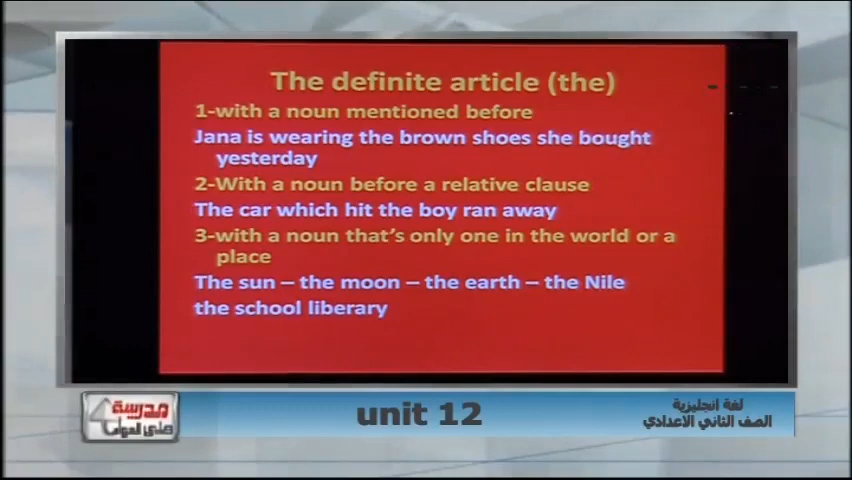 The definite article (the)
1-with a noun mentioned before
Jana is wearing the brown shoes she bought
yesterday
2-With a noun before a relative clause
The car which hit the boy ran away
3-with a noun that's only one in the world or a
place
The sun – the moon – the earth – the Nile
the school liberary
مدرسة
على الهواء
unit 12
لغة إنجليزية
الصف الثاني الاعدادي